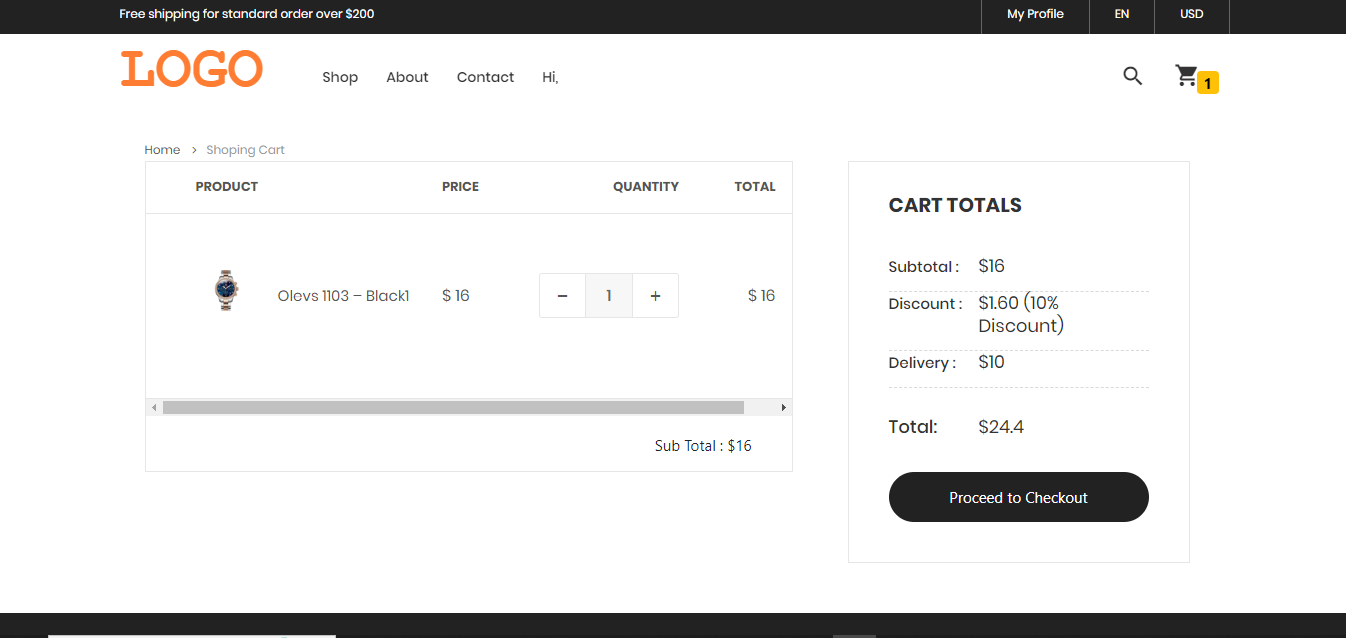 Free shipping for standard order over $200
My Profile
EN
USD
LOGO
Shop
About
Contact
Hi,
1
Home > Shoping Cart
PRODUCT
PRICE
QUANTITY
TOTAL
Olevs 1103 – Black1
$ 16
− 1 +
$ 16
Sub Total : $16
CART TOTALS
Subtotal : $16
Discount : $1.60 (10%
Discount)
Delivery : $10
Total: $24.4
Proceed to Checkout